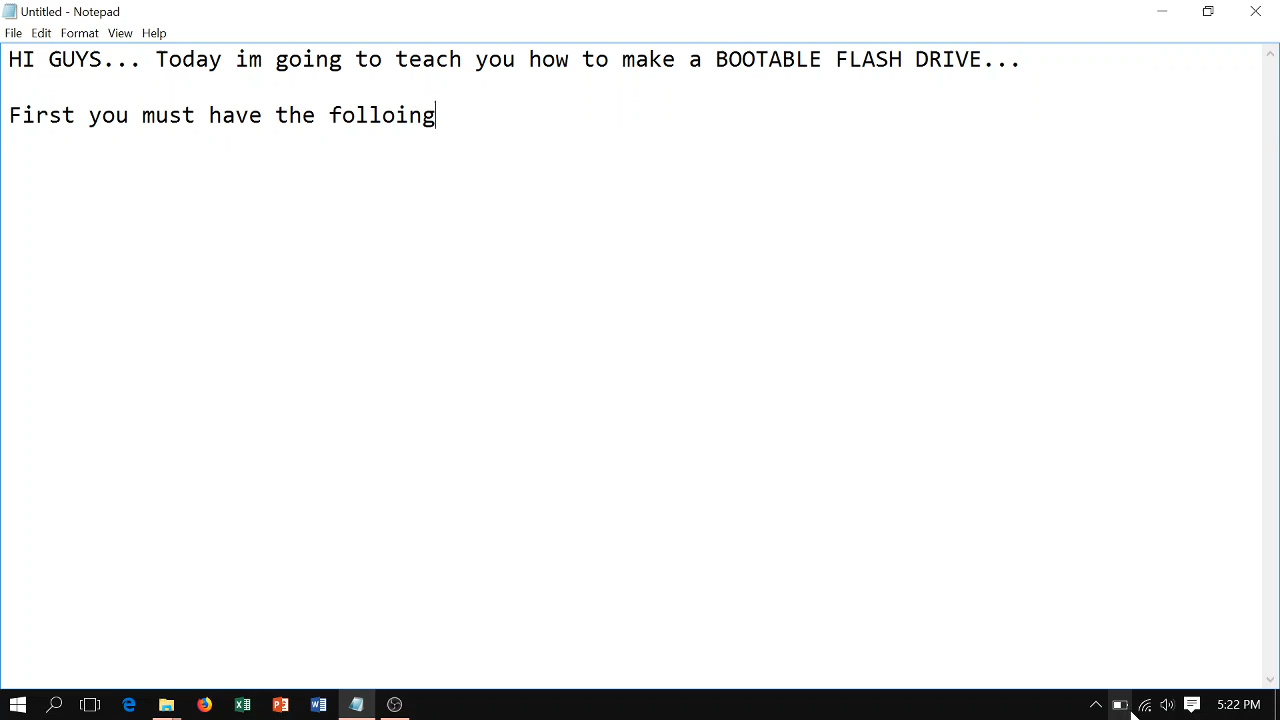 Untitled - Notepad
File Edit Format View Help
HI GUYS... Today im going to teach you how to make a BOOTABLE FLASH DRIVE...
First you must have the folloing
5:22 PM